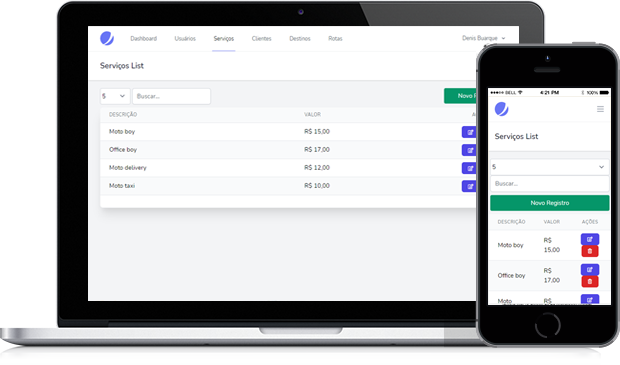 Dashboard Usuários Serviços Clientes Destinos Rotas Denis Buarque
Serviços List
5 Buscar... Novo R
DESCRIÇÃO VALOR A
Moto boy R$ 15,00
Office boy R$ 17,00
Moto delivery R$ 12,00
Moto taxi R$ 10,00
BELL 4:21 PM 100%
Serviços List
5
Buscar...
Novo Registro
DESCRIÇÃO VALOR AÇÕES
Moto boy R$ 15,00
Office boy R$ 17,00
Moto R$